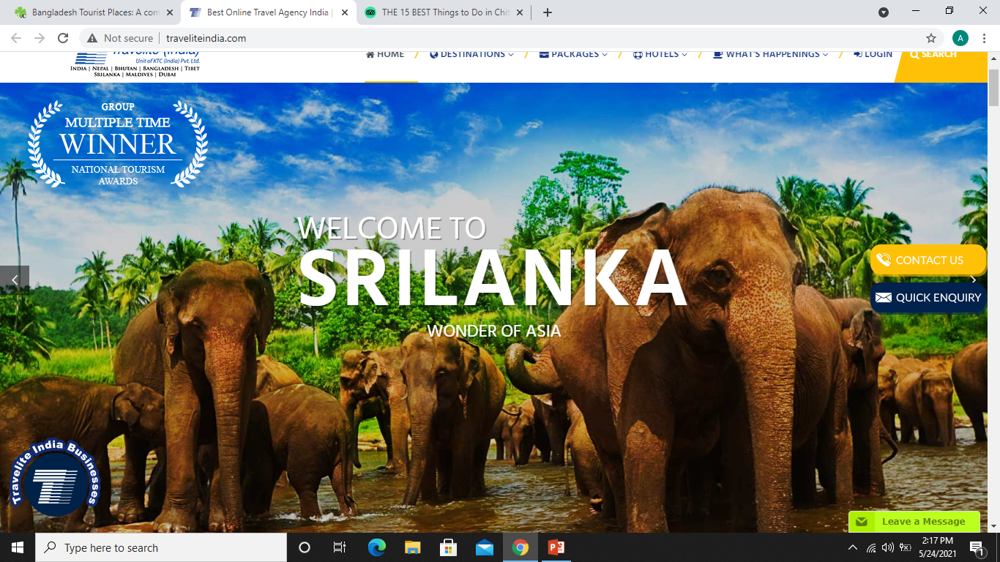 Bangladesh Tourist Places: A com
Best Online Travel Agency India |
THE 15 BEST Things to Do in Chit
Not secure
traveliteindia.com
A
Travelite (India)
Unit of KTC (India) Pvt. Ltd.
INDIA | NEPAL | BHUTAN | BANGLADESH | TIBET
SRILANKA | MALDIVES | DUBAI
HOME / DESTINATIONS / PACKAGES / HOTELS / WHAT'S HAPPENINGS / LOGIN
SEARCH
GROUP
MULTIPLE TIME
WINNER
NATIONAL TOURISM
AWARDS
WELCOME TO
SRILANKA
WONDER OF ASIA
CONTACT US
QUICK ENQUIRY
Travelite India Businesses
Leave a Message
Type here to search
2:17 PM
5/24/2021
1